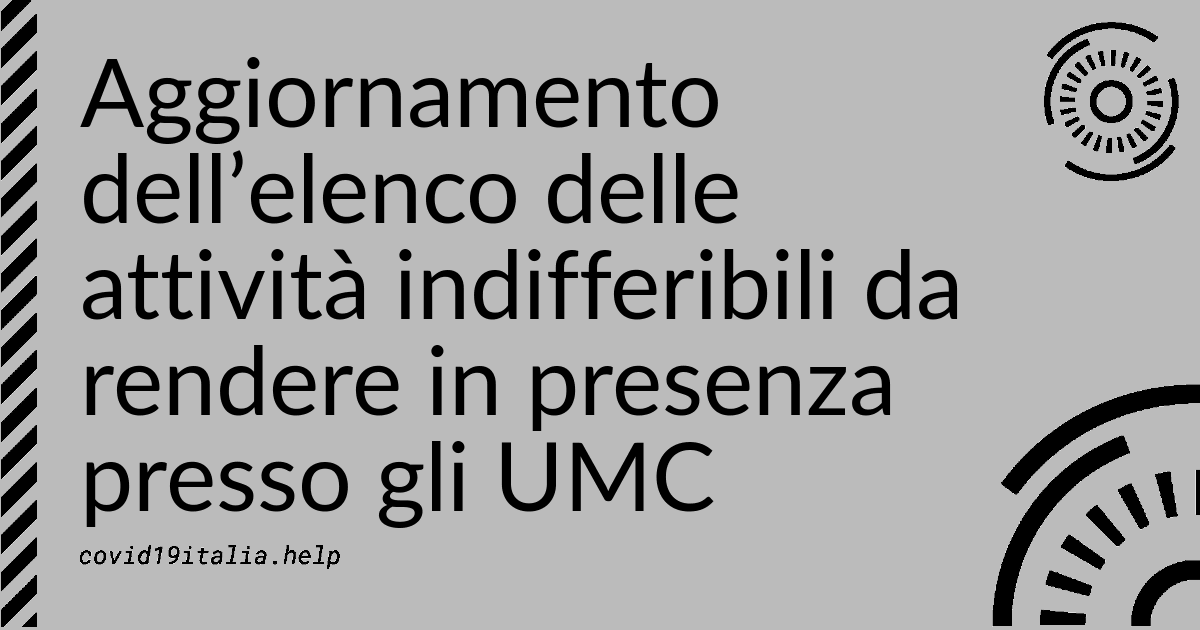 Aggiornamento
dell’elenco delle
attività indifferibili da
rendere in presenza
presso gli UMC
covid19italia.help